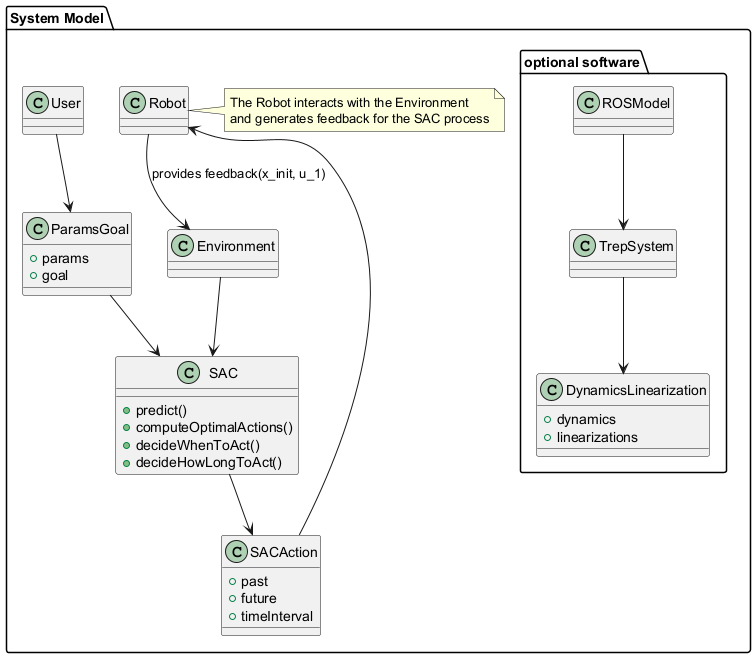 System Model
optional software
C User
C Robot
The Robot interacts with the Environment
and generates feedback for the SAC process
C ROSModel
provides feedback(x_init, u_1)
C ParamsGoal
params
goal
C Environment
C TrepSystem
C SAC
predict()
computeOptimalActions()
decideWhenToAct()
decideHowLongToAct()
C DynamicsLinearization
dynamics
linearizations
C SACAction
past
future
timeInterval